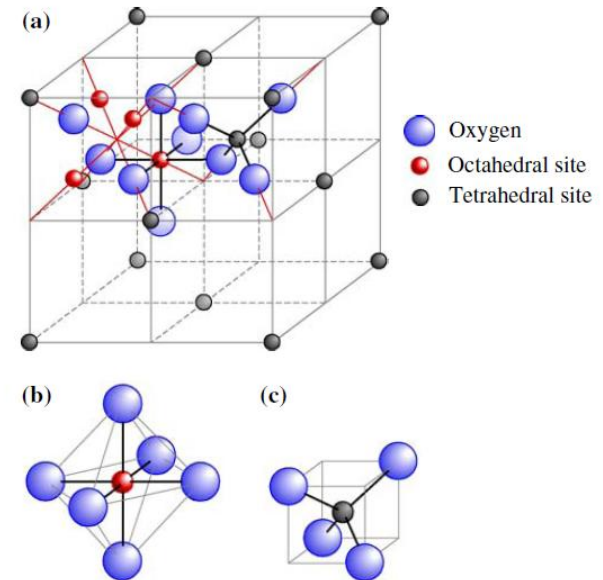 (a)
Oxygen
Octahedral site
Tetrahedral site
(b)
(c)